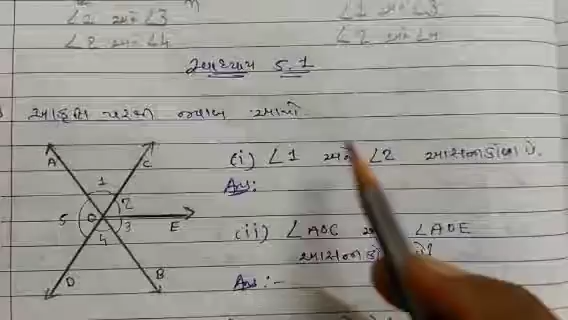 ∠2 અને ∠3 ∠1 અને ∠3
∠2 અને ∠4 ∠2 અને ∠4
સ્વાધ્યાય 5.1
આકૃતિ પરથી જવાબ આપો.
A C 1 2 5 O 3 4 E D B
(i) ∠1 અને ∠2 આસન્નકોણ છે.
Ans:
(ii) ∠AOC ∠AOE
આસન્નકો
Ans:-